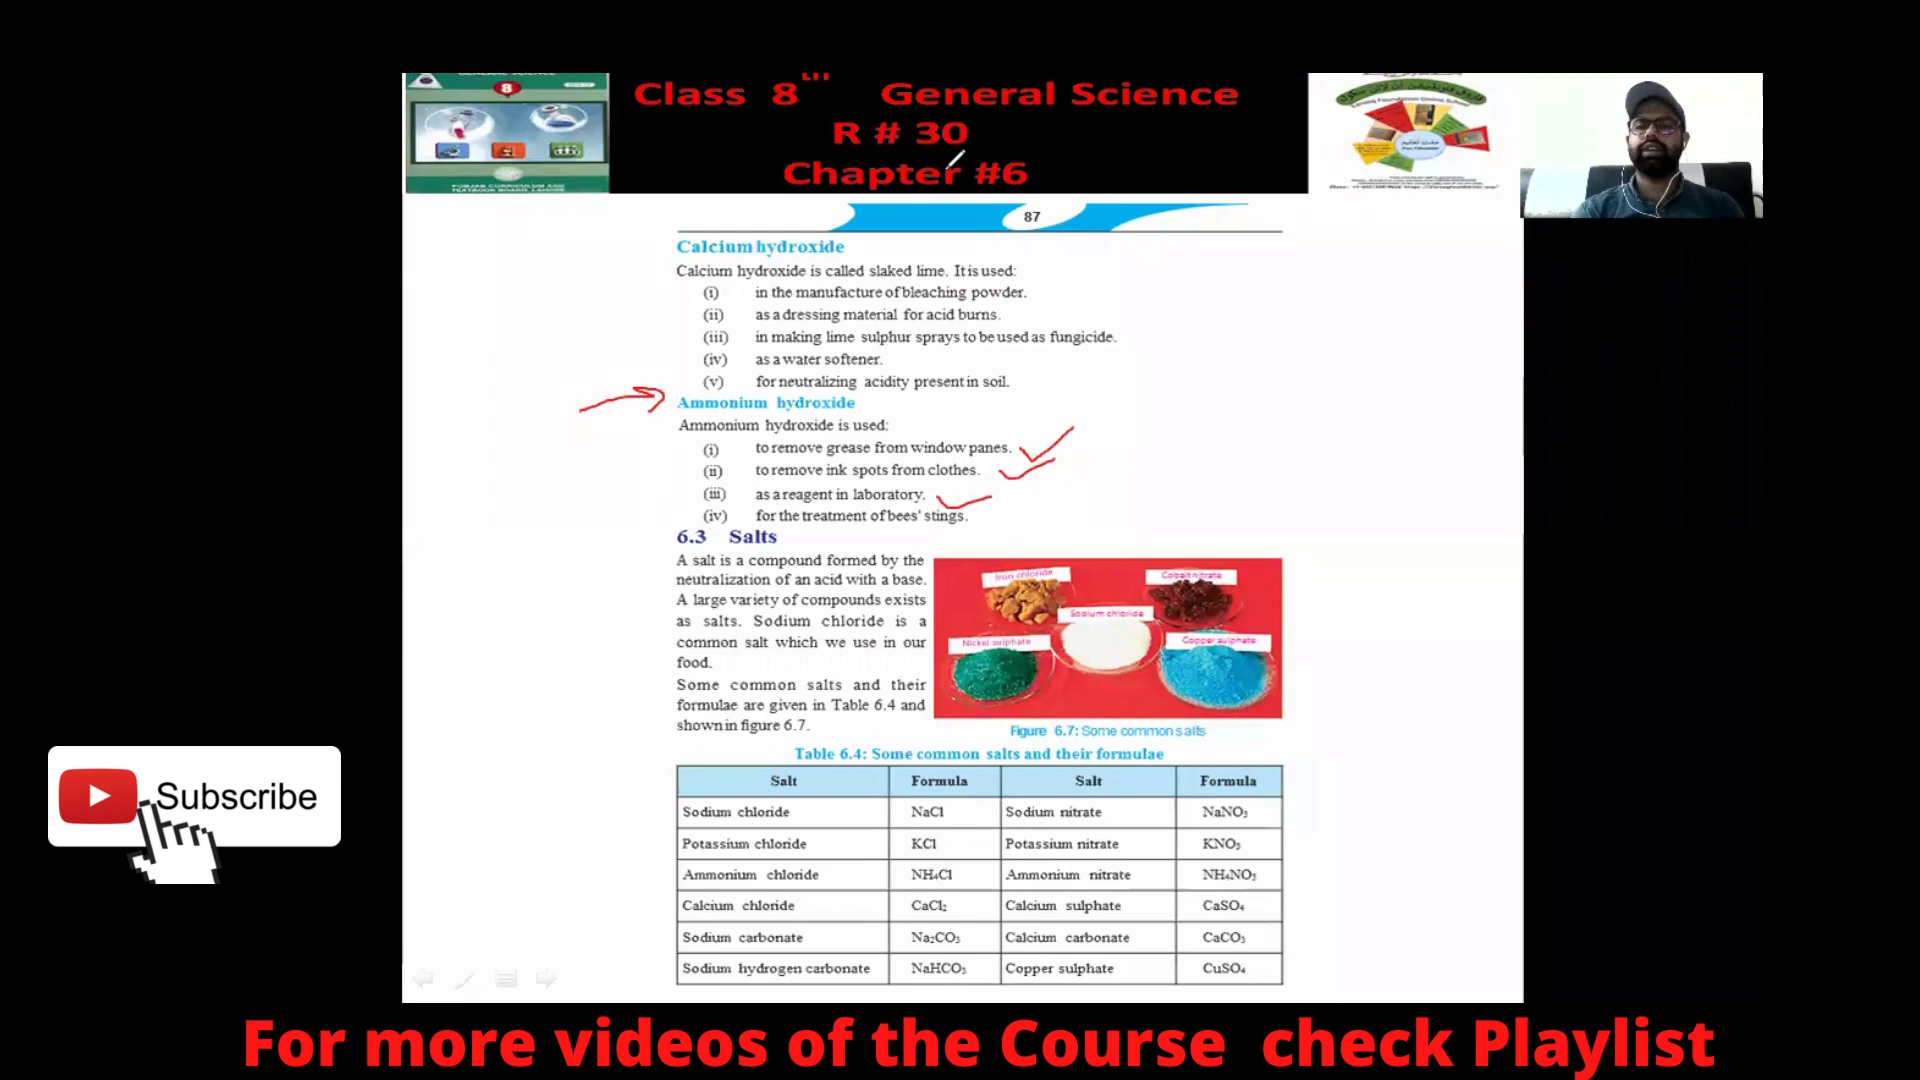 8
Class 8th General Science
R # 30
Chapter #6
PUNJAB CURRICULUM AND
TEXTBOOK BOARD, LAHORE
87
Calcium hydroxide
Calcium hydroxide is called slaked lime. It is used:
(i) in the manufacture of bleaching powder.
(ii) as a dressing material for acid burns.
(iii) in making lime sulphur sprays to be used as fungicide.
(iv) as a water softener.
(v) for neutralizing acidity present in soil.
Ammonium hydroxide
Ammonium hydroxide is used:
(i) to remove grease from window panes.
(ii) to remove ink spots from clothes.
(iii) as a reagent in laboratory.
(iv) for the treatment of bees' stings.
6.3 Salts
A salt is a compound formed by the
neutralization of an acid with a base.
A large variety of compounds exists
as salts. Sodium chloride is a
common salt which we use in our
food.
Some common salts and their
formulae are given in Table 6.4 and
shown in figure 6.7.
Iron chloride
Cobalt nitrate
Sodium chloride
Nickel sulphate
Copper sulphate
Figure 6.7: Some common salts
Table 6.4: Some common salts and their formulae
Salt Formula Salt Formula
Sodium chloride NaCl Sodium nitrate NaNO₃
Potassium chloride KCl Potassium nitrate KNO₃
Ammonium chloride NH₄Cl Ammonium nitrate NH₄NO₃
Calcium chloride CaCl₂ Calcium sulphate CaSO₄
Sodium carbonate Na₂CO₃ Calcium carbonate CaCO₃
Sodium hydrogen carbonate NaHCO₃ Copper sulphate CuSO₄
Subscribe
For more videos of the Course check Playlist